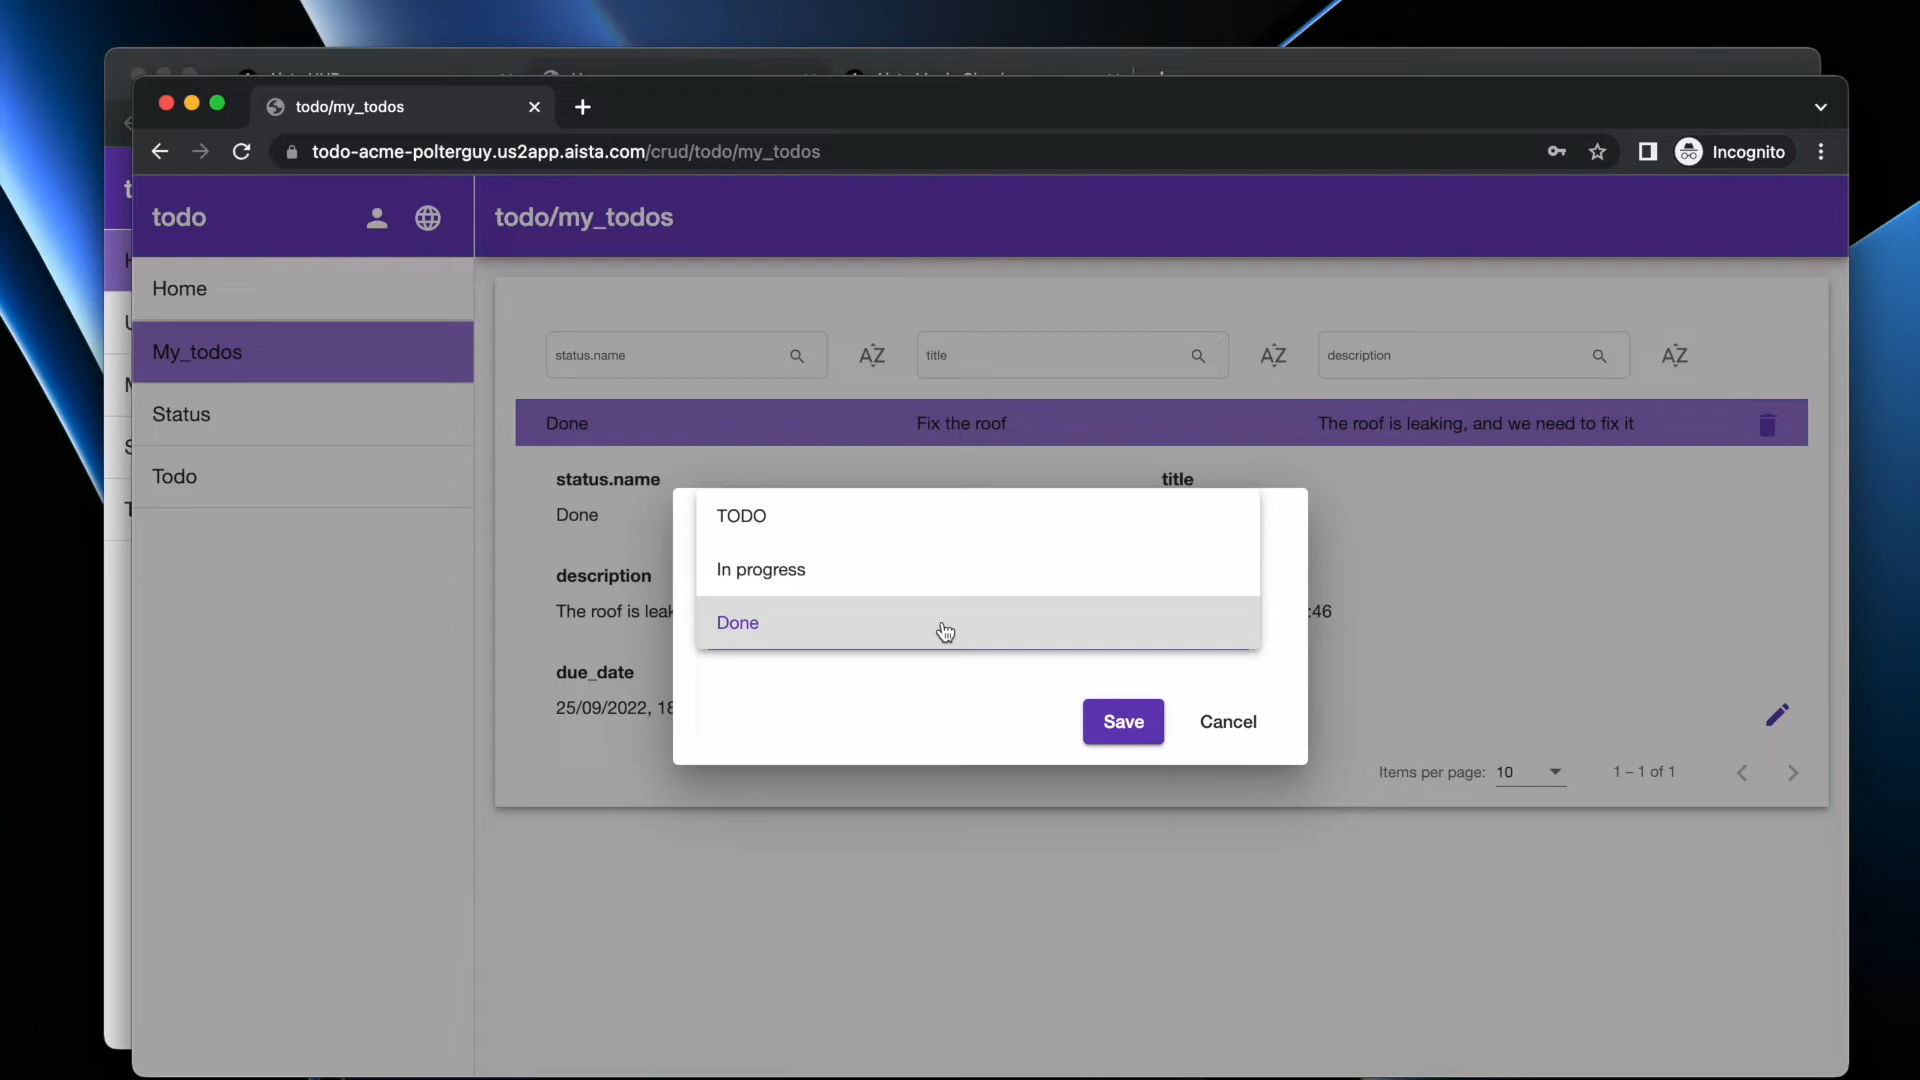 todo/my_todos
todo-acme-polterguy.us2app.aista.com/crud/todo/my_todos
Incognito
todo
todo/my_todos
Home
My_todos
Status
Todo
status.name
title
description
Done Fix the roof The roof is leaking, and we need to fix it
status.name title
Done
TODO
In progress
Done
description
The roof is leak :46
due_date
25/09/2022, 18
Save Cancel
Items per page: 10 1 – 1 of 1